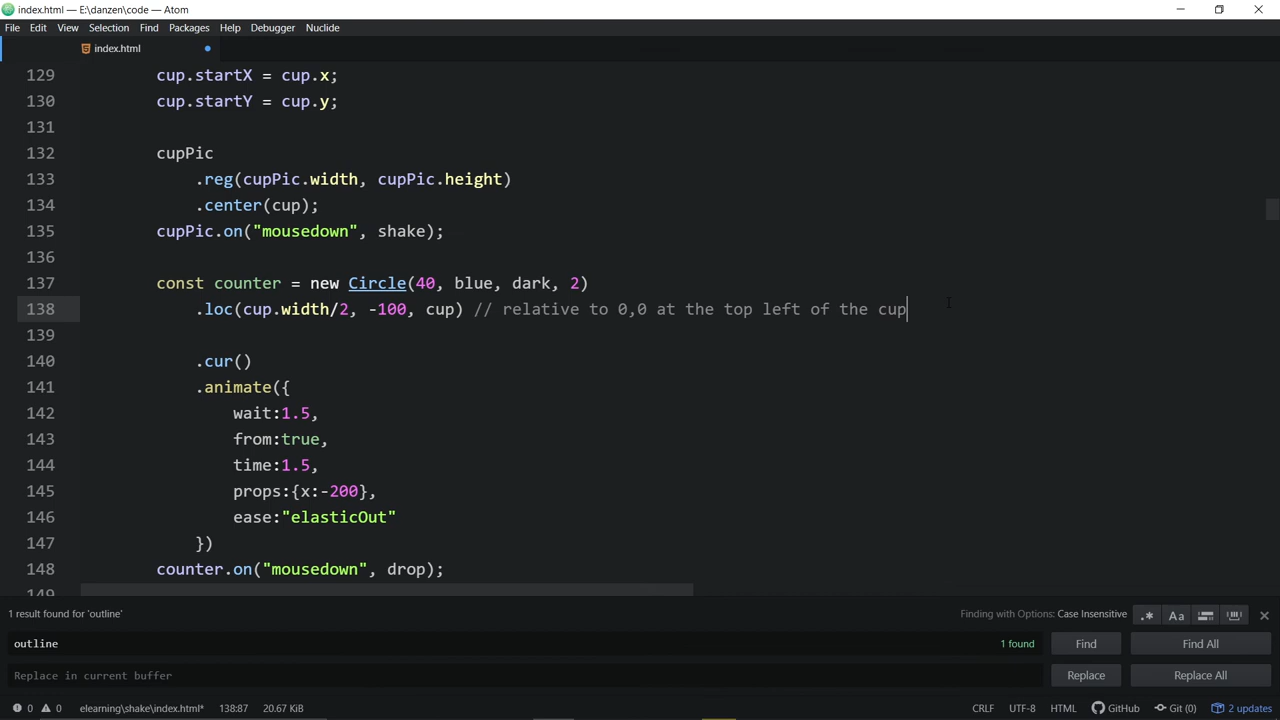 index.html — E:\danzen\code — Atom
File Edit View Selection Find Packages Help Debugger Nuclide
index.html
129 cup.startX = cup.x;
130 cup.startY = cup.y;
131
132 cupPic
133 .reg(cupPic.width, cupPic.height)
134 .center(cup);
135 cupPic.on("mousedown", shake);
136
137 const counter = new Circle(40, blue, dark, 2)
138 .loc(cup.width/2, -100, cup) // relative to 0,0 at the top left of the cup
139
140 .cur()
141 .animate({
142 wait:1.5,
143 from:true,
144 time:1.5,
145 props:{x:-200},
146 ease:"elasticOut"
147 })
148 counter.on("mousedown", drop);
149
1 result found for 'outline' Finding with Options: Case Insensitive .* Aa
outline 1 found Find Find All
Replace in current buffer Replace Replace All
0 0 elearning\shake\index.html* 138:87 20.67 KiB CRLF UTF-8 HTML GitHub Git (0) 2 updates